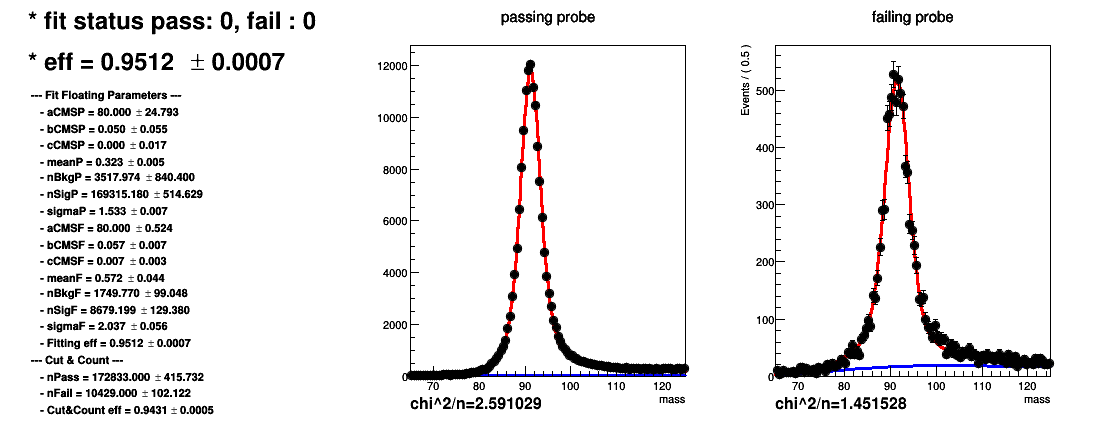 * fit status pass: 0, fail : 0
* eff = 0.9512 ± 0.0007
--- Fit Floating Parameters ---
- aCMSP = 80.000 ± 24.793
- bCMSP = 0.050 ± 0.055
- cCMSP = 0.000 ± 0.017
- meanP = 0.323 ± 0.005
- nBkgP = 3517.974 ± 840.400
- nSigP = 169315.180 ± 514.629
- sigmaP = 1.533 ± 0.007
- aCMSF = 80.000 ± 0.524
- bCMSF = 0.057 ± 0.007
- cCMSF = 0.007 ± 0.003
- meanF = 0.572 ± 0.044
- nBkgF = 1749.770 ± 99.048
- nSigF = 8679.199 ± 129.380
- sigmaF = 2.037 ± 0.056
- Fitting eff = 0.9512 ± 0.0007
--- Cut & Count ---
- nPass = 172833.000 ± 415.732
- nFail = 10429.000 ± 102.122
- Cut&Count eff = 0.9431 ± 0.0005
passing probe
12000
10000
8000
6000
4000
2000
0
70 80 90 100 110 120
mass
chi^2/n=2.591029
failing probe
Events / ( 0.5 )
500
400
300
200
100
0
70 80 90 100 110 120
mass
chi^2/n=1.451528